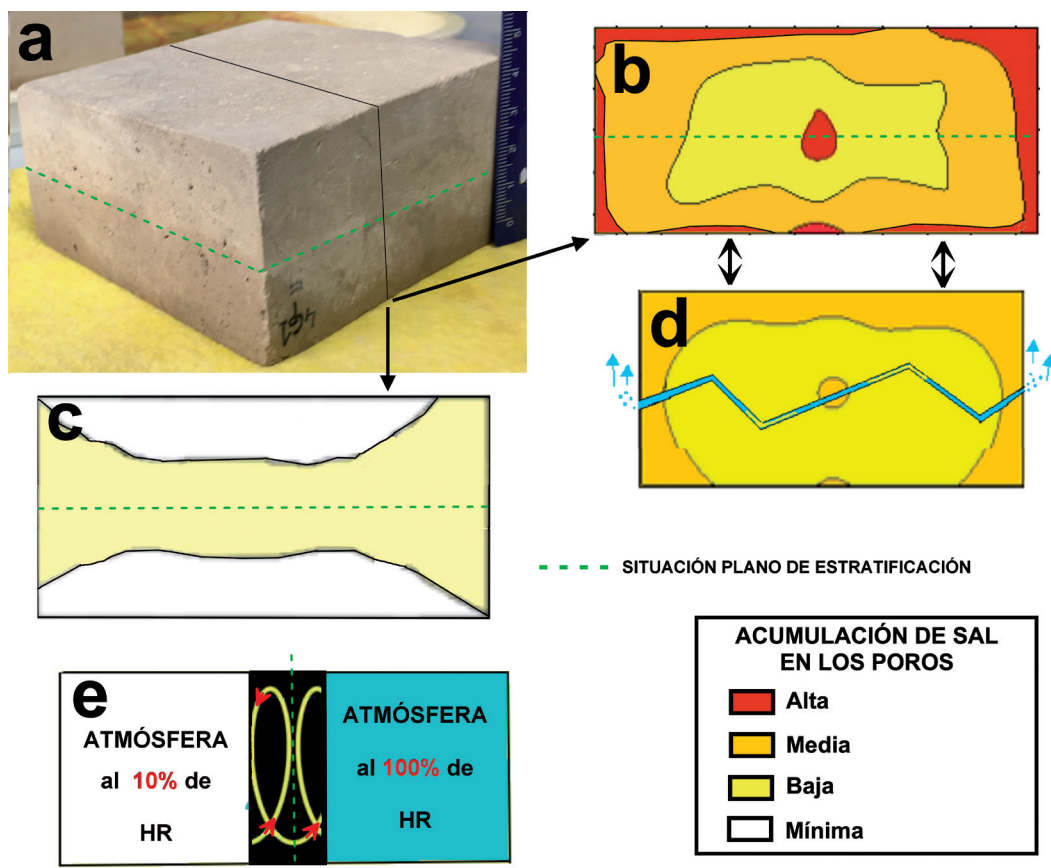 a
461
b
c
d
SITUACIÓN PLANO DE ESTRATIFICACIÓN
e
ATMÓSFERA
al 10% de
HR
ATMÓSFERA
al 100% de
HR
ACUMULACIÓN DE SAL
EN LOS POROS
Alta
Media
Baja
Mínima